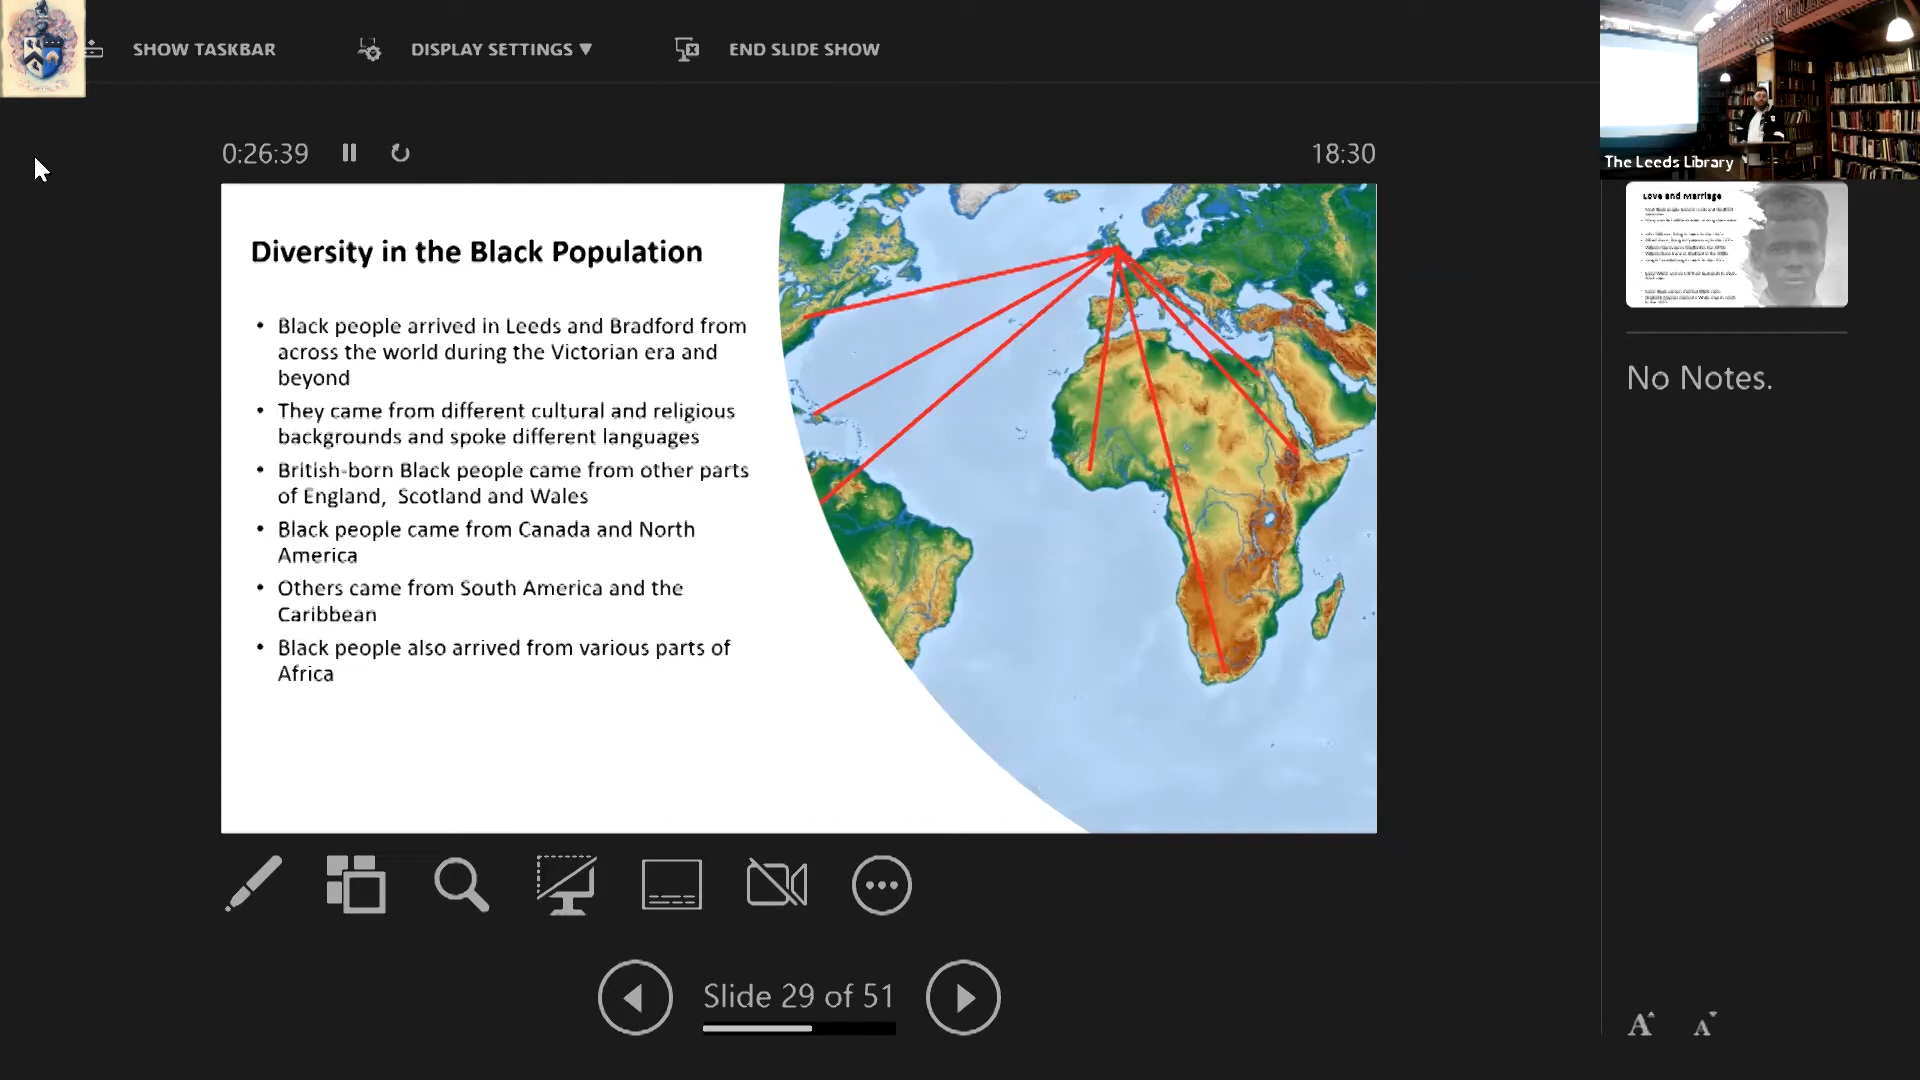 SHOW TASKBAR
DISPLAY SETTINGS ▼
END SLIDE SHOW
The Leeds Library
0:26:39
18:30
Diversity in the Black Population
• Black people arrived in Leeds and Bradford from
across the world during the Victorian era and
beyond
• They came from different cultural and religious
backgrounds and spoke different languages
• British-born Black people came from other parts
of England, Scotland and Wales
• Black people came from Canada and North
America
• Others came from South America and the
Caribbean
• Black people also arrived from various parts of
Africa
Love and Marriage
No Notes.
Slide 29 of 51
A A